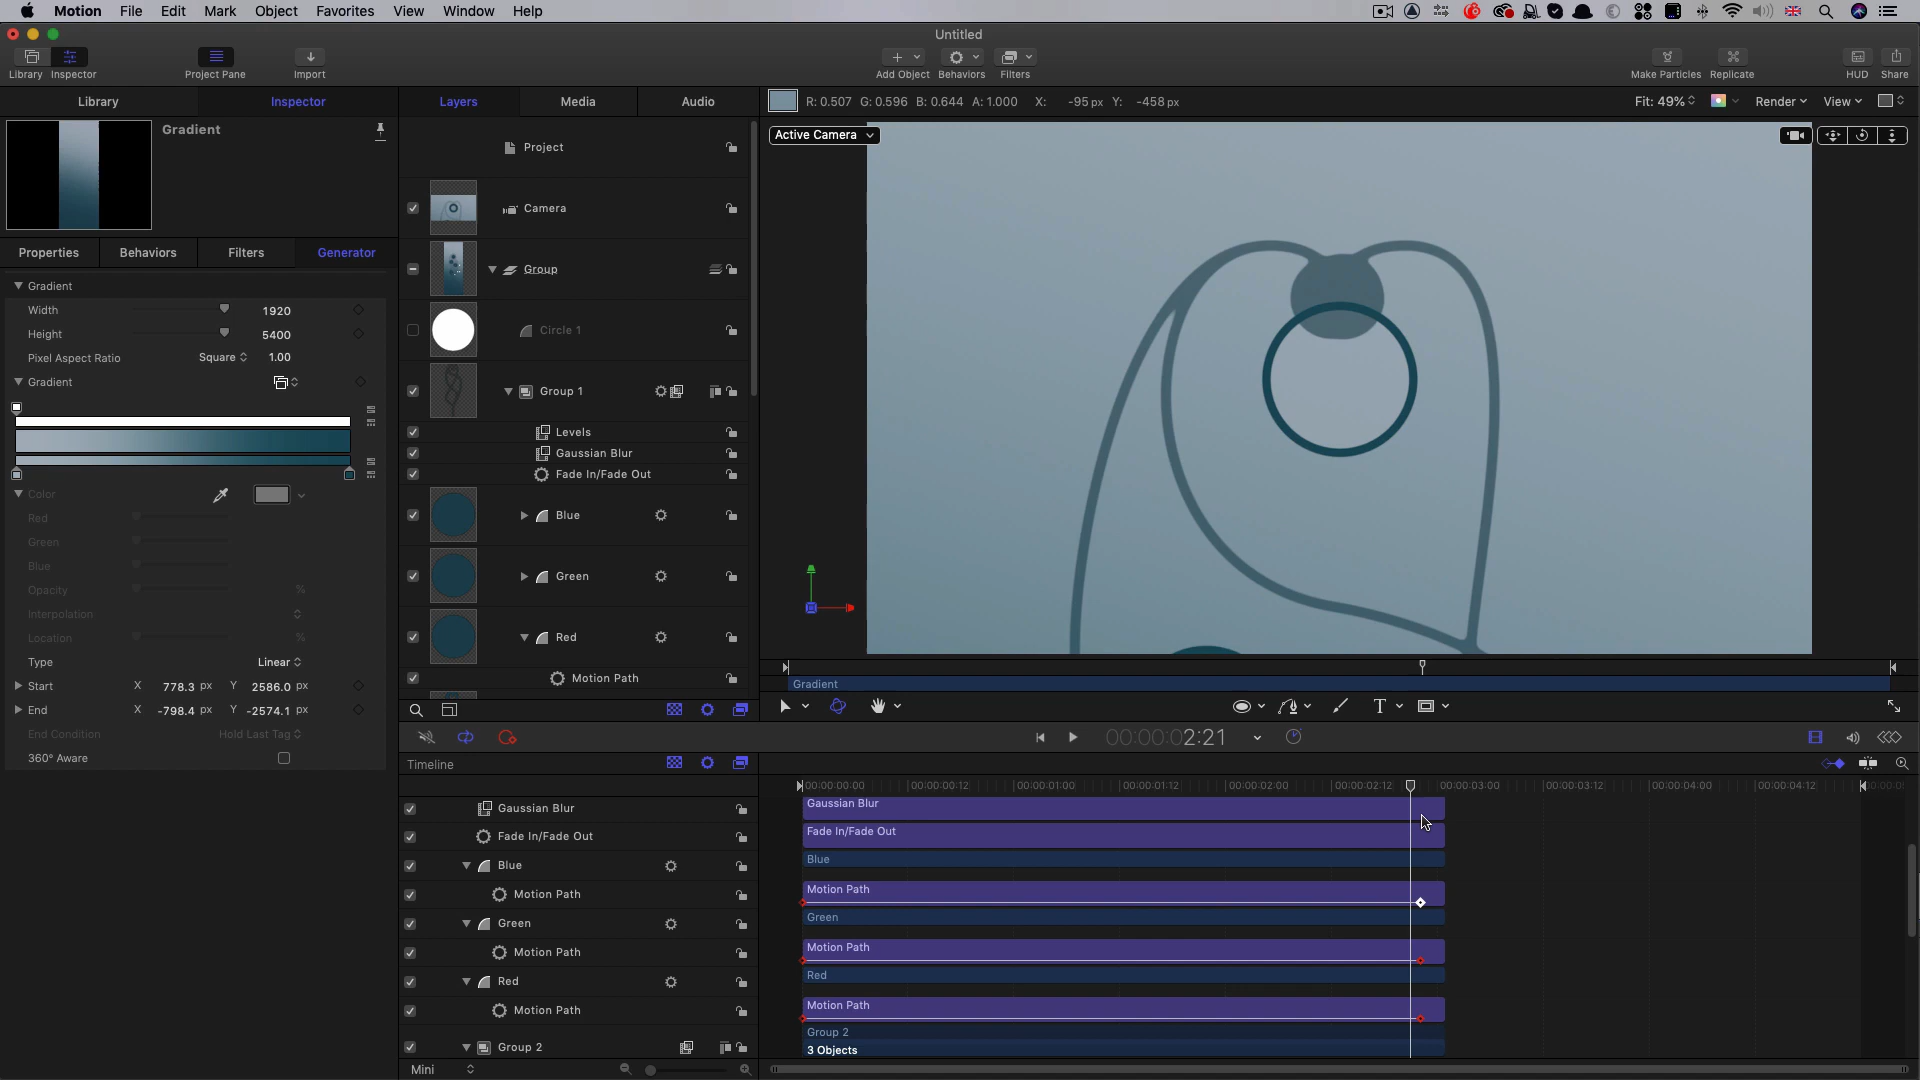 Motion File Edit Mark Object Favorites View Window Help
Untitled
Library Inspector Project Pane Import Add Object Behaviors Filters Make Particles Replicate HUD Share
Library Inspector Layers Media Audio R: 0.507 G: 0.596 B: 0.644 A: 1.000 X: -95 px Y: -458 px Fit: 49% Render View
Gradient
Active Camera
Project
Camera
Properties Behaviors Filters Generator
Group
Gradient
Width 1920
Height 5400
Circle 1
Pixel Aspect Ratio Square 1.00
Gradient
Group 1
Levels
Gaussian Blur
Fade In/Fade Out
Color
Red
Blue
Green
Blue
Green
Opacity %
Interpolation
Location %
Red
Type Linear
Motion Path
Start X 778.3 px Y 2586.0 px
Gradient
End X -798.4 px Y -2574.1 px
End Condition Hold Last Tag
T
00:00:00:02:21
360° Aware
Timeline
00:00:00:00 00:00:00:12 00:00:01:00 00:00:01:12 00:00:02:00 00:00:02:12 00:00:03:00 00:00:03:12 00:00:04:00 00:00:04:12
Gaussian Blur Gaussian Blur
Fade In/Fade Out Fade In/Fade Out
Blue Blue
Motion Path Motion Path
Green Green
Motion Path Motion Path
Red Red
Motion Path Motion Path
Group 2 Group 2
3 Objects
Mini